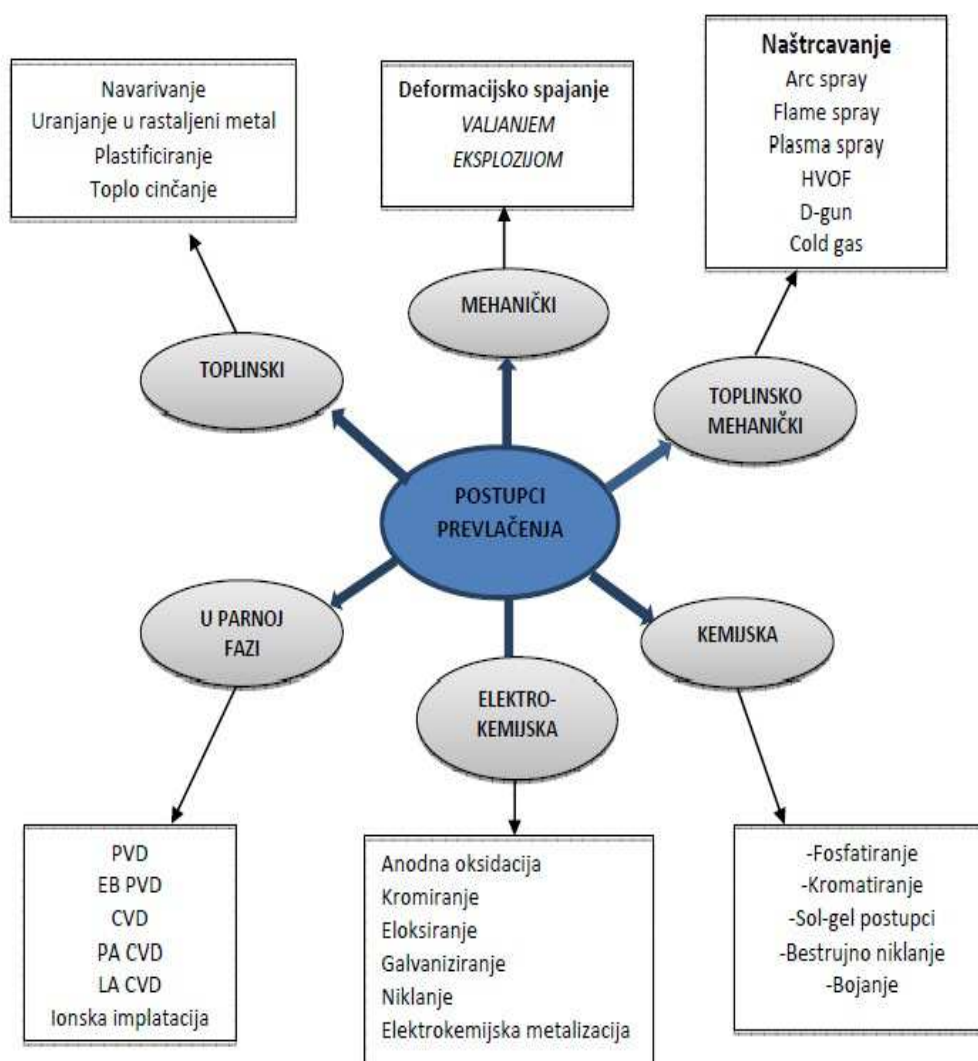 Navarivanje
Uranjanje u rastaljeni metal
Plastificiranje
Toplo cinčanje
Deformacijsko spajanje
VALJANJEM
EKSPLOZIJOM
Naštrcavanje
Arc spray
Flame spray
Plasma spray
HVOF
D-gun
Cold gas
TOPLINSKI
MEHANIČKI
TOPLINSKO
MEHANIČKI
POSTUPCI
PREVLAČENJA
U PARNOJ
FAZI
ELEKTRO-
KEMIJSKA
KEMIJSKA
PVD
EB PVD
CVD
PA CVD
LA CVD
Ionska implatacija
Anodna oksidacija
Kromiranje
Eloksiranje
Galvaniziranje
Niklanje
Elektrokemijska metalizacija
-Fosfatiranje
-Kromatiranje
-Sol-gel postupci
-Bestrujno niklanje
-Bojanje